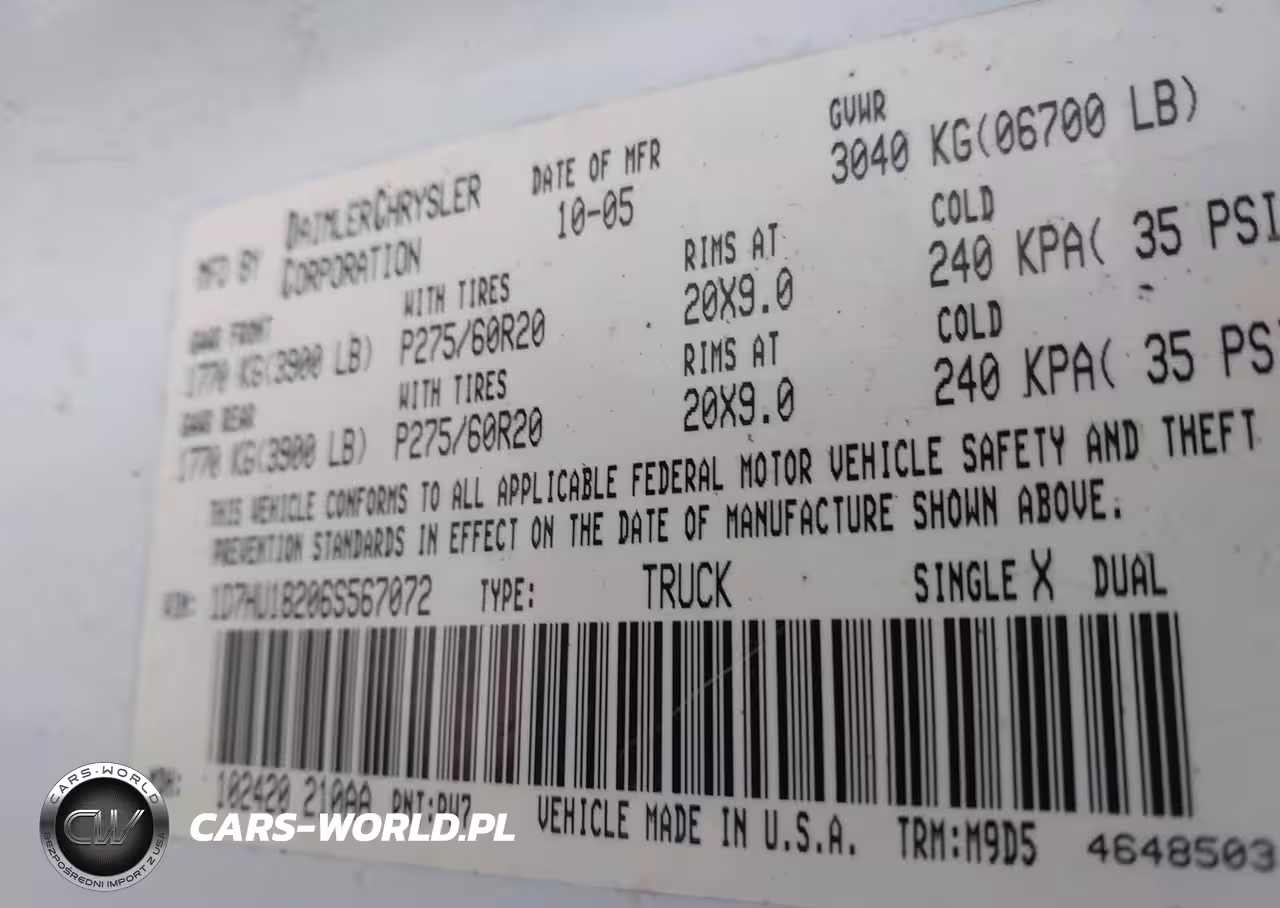 MFD BY DAIMLERCHRYSLER CORPORATION
DATE OF MFR
10-05
GVWR
3040 KG(06700 LB)
GAWR FRONT
1770 KG(3900 LB)
WITH TIRES
P275/60R20
RIMS AT
20X9.0
COLD
240 KPA( 35 PSI
GAWR REAR
1770 KG(3900 LB)
WITH TIRES
P275/60R20
RIMS AT
20X9.0
COLD
240 KPA( 35 PS
THIS VEHICLE CONFORMS TO ALL APPLICABLE FEDERAL MOTOR VEHICLE SAFETY AND THEFT
PREVENTION STANDARDS IN EFFECT ON THE DATE OF MANUFACTURE SHOWN ABOVE.
VIN: 1D7HU18206S567072 TYPE: TRUCK SINGLE X DUAL
MDH: 102420 210AA PNT:PW7 VEHICLE MADE IN U.S.A. TRM:M9D5 4648503
CARS-WORLD
CW
BEZPOŚREDNI IMPORT Z USA
CARS-WORLD.PL